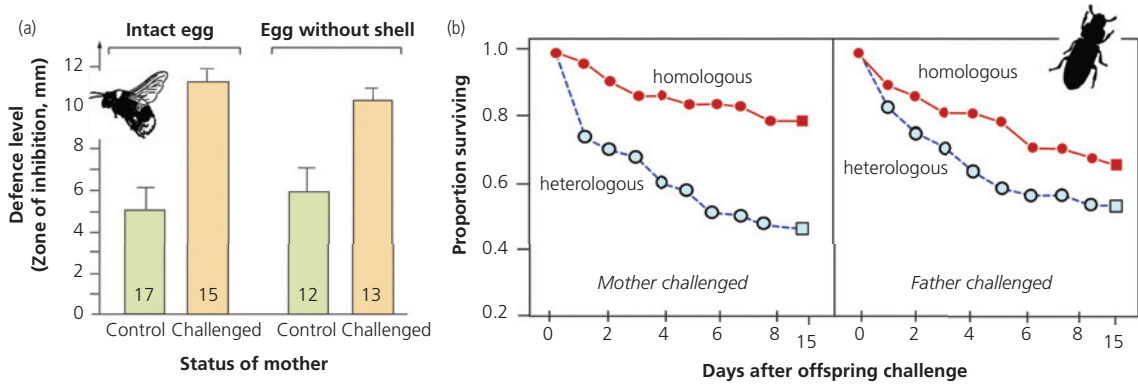 (a)
Intact egg
Egg without shell
Defence level
(Zone of inhibition, mm)
12
10
8
6
4
2
0
17
15
12
13
Control
Challenged
Control
Challenged
Status of mother
(b)
Proportion surviving
1.0
0.8
0.6
0.4
0.2
homologous
heterologous
Mother challenged
homologous
heterologous
Father challenged
0
2
4
6
8
15
0
2
4
6
8
15
Days after offspring challenge